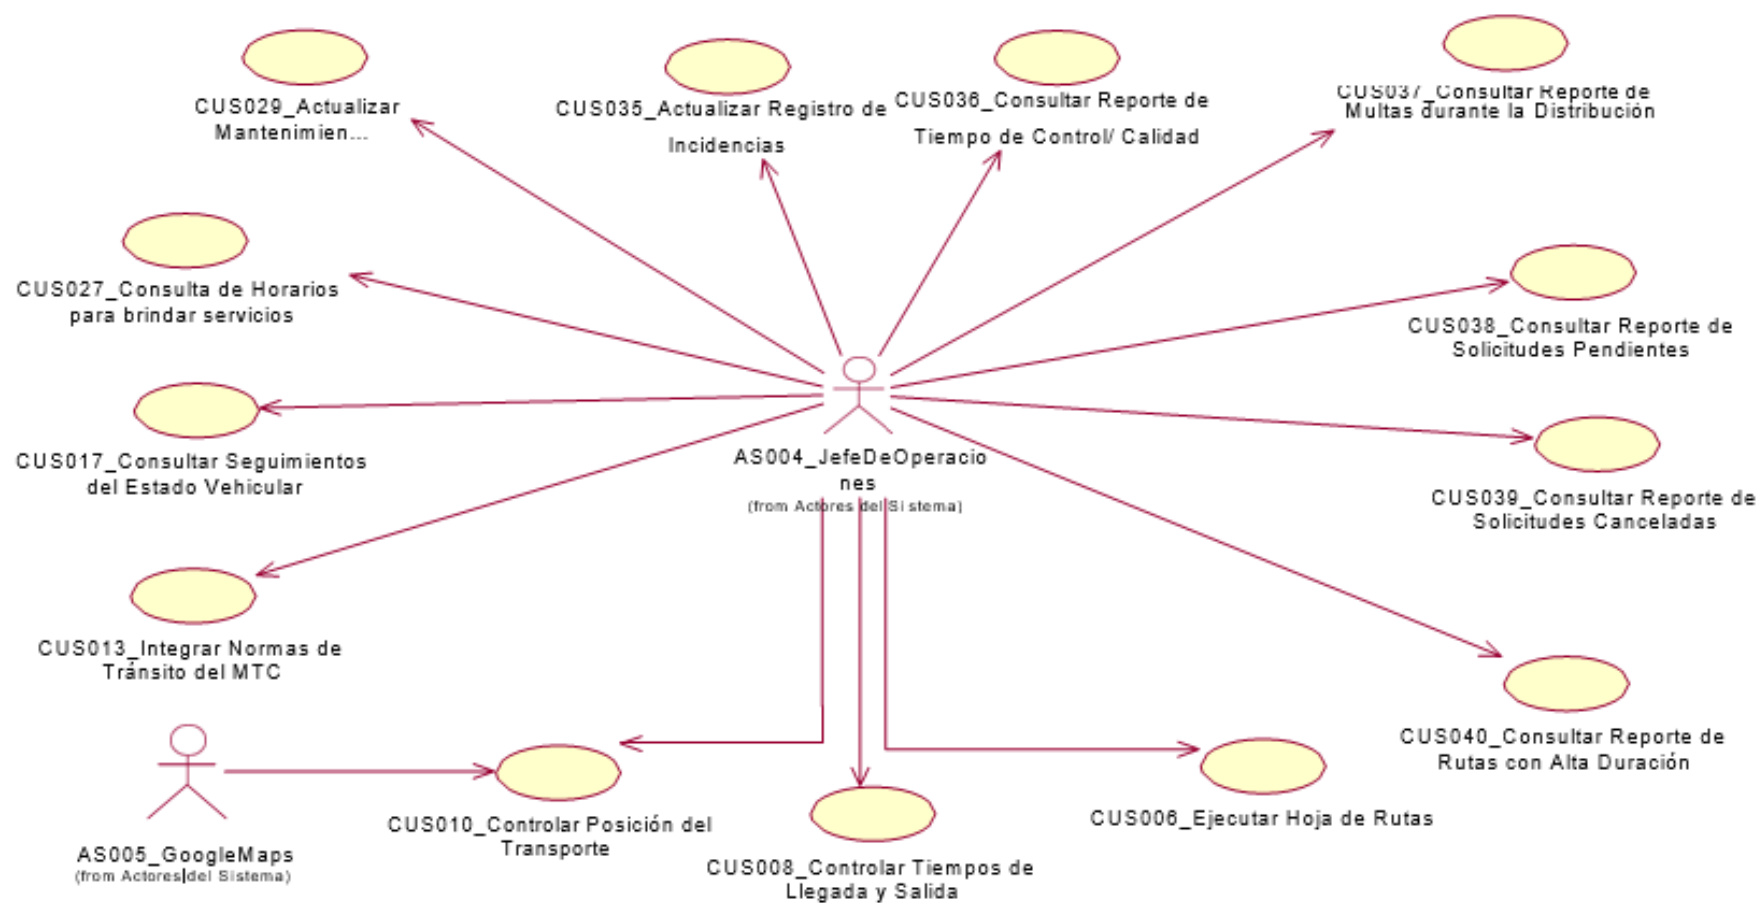 CUS029_Actualizar
Mantenimien...
CUS035_Actualizar Registro de
Incidencias
CUS036_Consultar Reporte de
Tiempo de Control/ Calidad
CUS037_Consultar Reporte de
Multas durante la Distribución
CUS027_Consulta de Horarios
para brindar servicios
CUS038_Consultar Reporte de
Solicitudes Pendientes
CUS017_Consultar Seguimientos
del Estado Vehicular
AS004_JefeDeOperacio
nes
(from Actores del Sistema)
CUS039_Consultar Reporte de
Solicitudes Canceladas
CUS013_Integrar Normas de
Tránsito del MTC
CUS040_Consultar Reporte de
Rutas con Alta Duración
AS005_GoogleMaps
(from Actores del Sistema)
CUS010_Controlar Posición del
Transporte
CUS008_Controlar Tiempos de
Llegada y Salida
CUS006_Ejecutar Hoja de Rutas